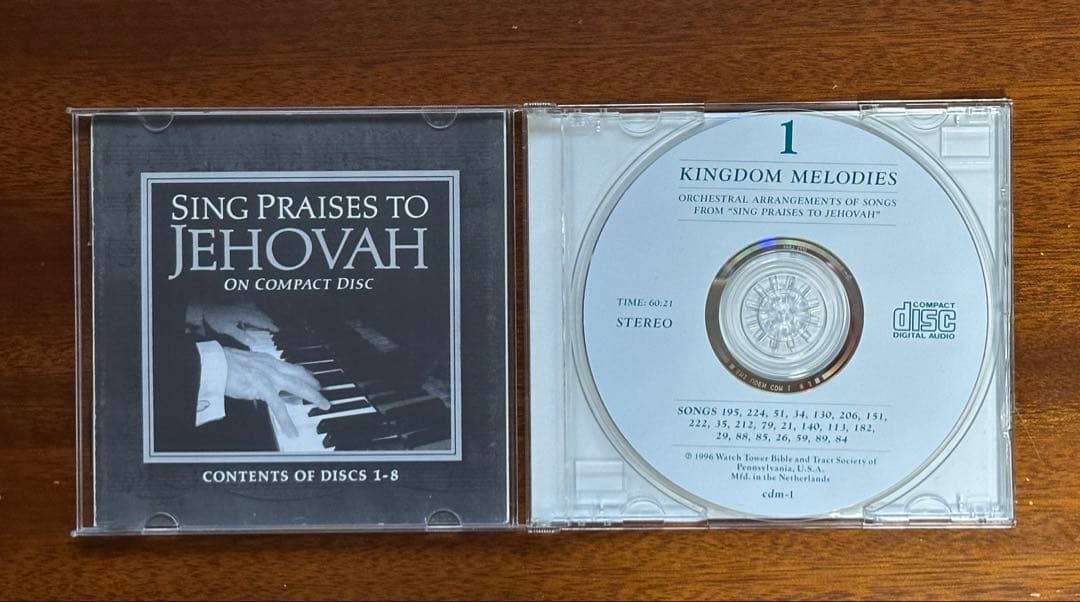 SING PRAISES TO
JEHOVAH
ON COMPACT DISC
CONTENTS OF DISCS 1-8
1
KINGDOM MELODIES
ORCHESTRAL ARRANGEMENTS OF SONGS
FROM "SING PRAISES TO JEHOVAH"
TIME: 60:21
STEREO
COMPACT
disc
DIGITAL AUDIO
SONGS 195, 224, 51, 34, 130, 206, 151,
222, 35, 212, 79, 21, 140, 113, 182,
29, 88, 85, 26, 59, 89, 84
℗ 1996 Watch Tower Bible and Tract Society of
Pennsylvania, U.S.A.
Mfd. in the Netherlands
cdm-1